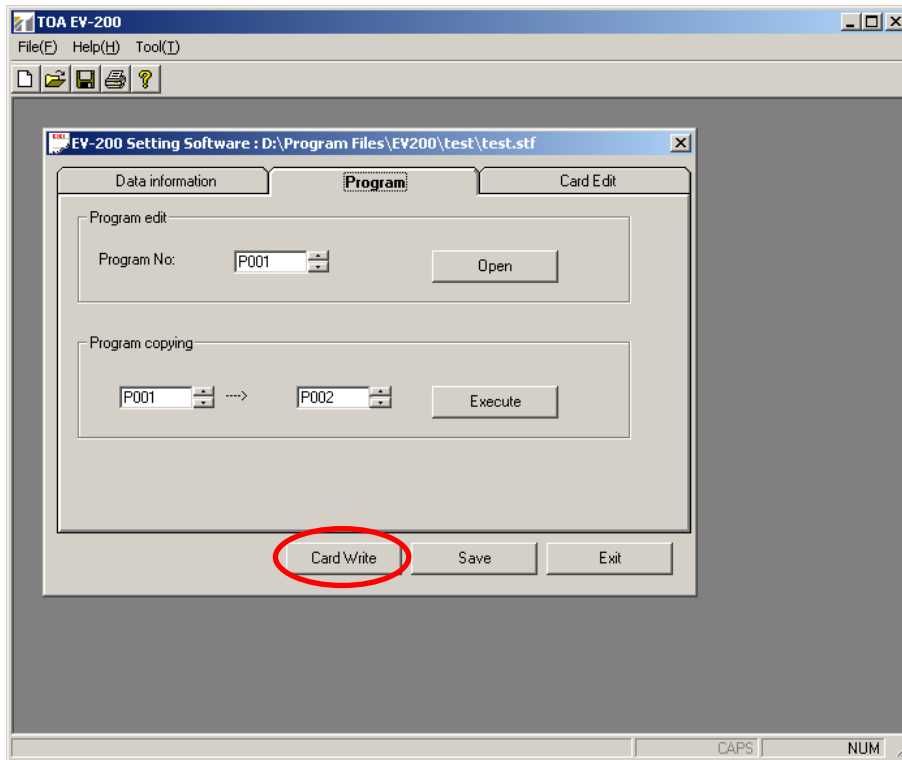 TOA EV-200
File(F) Help(H) Tool(T)
EV-200 Setting Software : D:\Program Files\EV200\test\test.stf
Data information Program Card Edit
Program edit
Program No: P001 Open
Program copying
P001 ----> P002 Execute
Card Write Save Exit
CAPS NUM